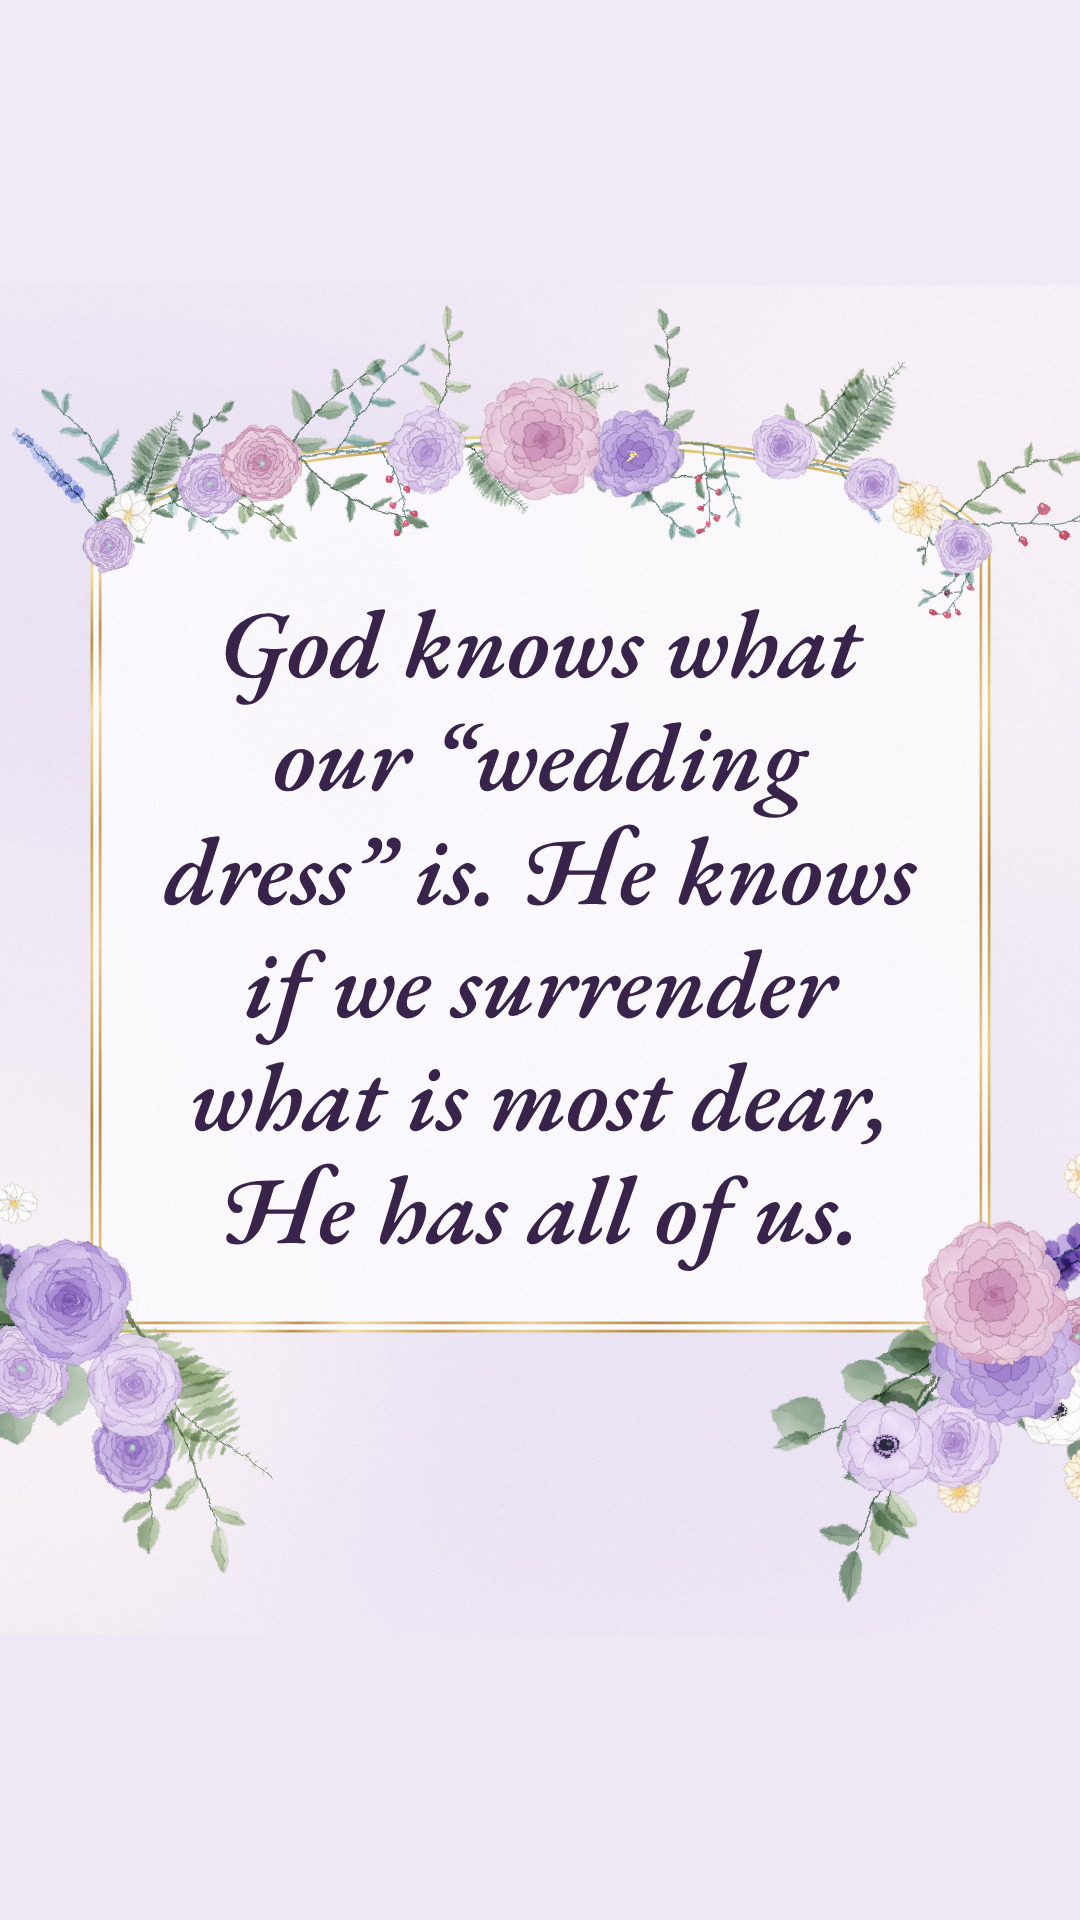 God knows what
our “wedding
dress” is. He knows
if we surrender
what is most dear,
He has all of us.